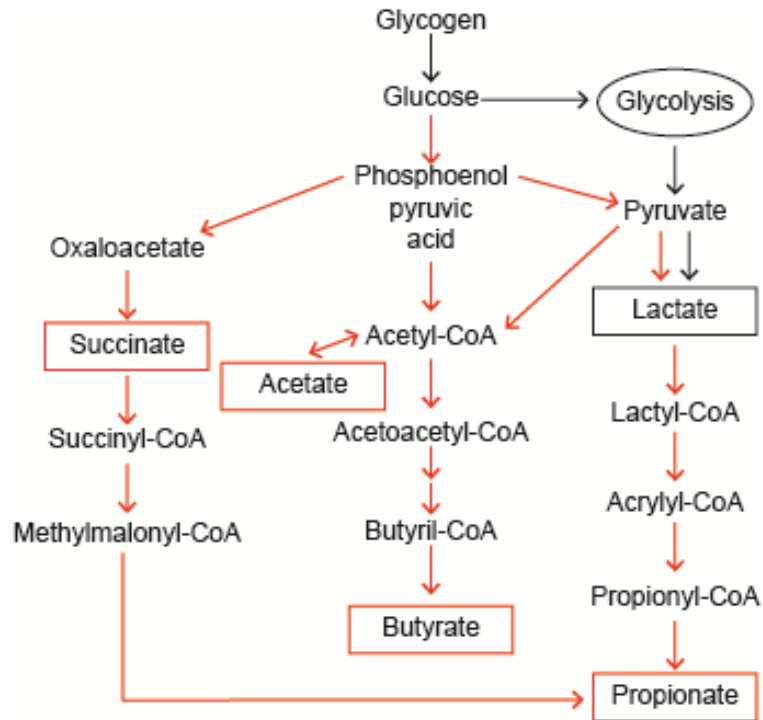 Glycogen
Glucose
Glycolysis
Phosphoenol
pyruvic
acid
Pyruvate
Oxaloacetate
Lactate
Succinate
Acetyl-CoA
Acetate
Lactyl-CoA
Succinyl-CoA
Acetoacetyl-CoA
Acrylyl-CoA
Methylmalonyl-CoA
Butyril-CoA
Propionyl-CoA
Butyrate
Propionate